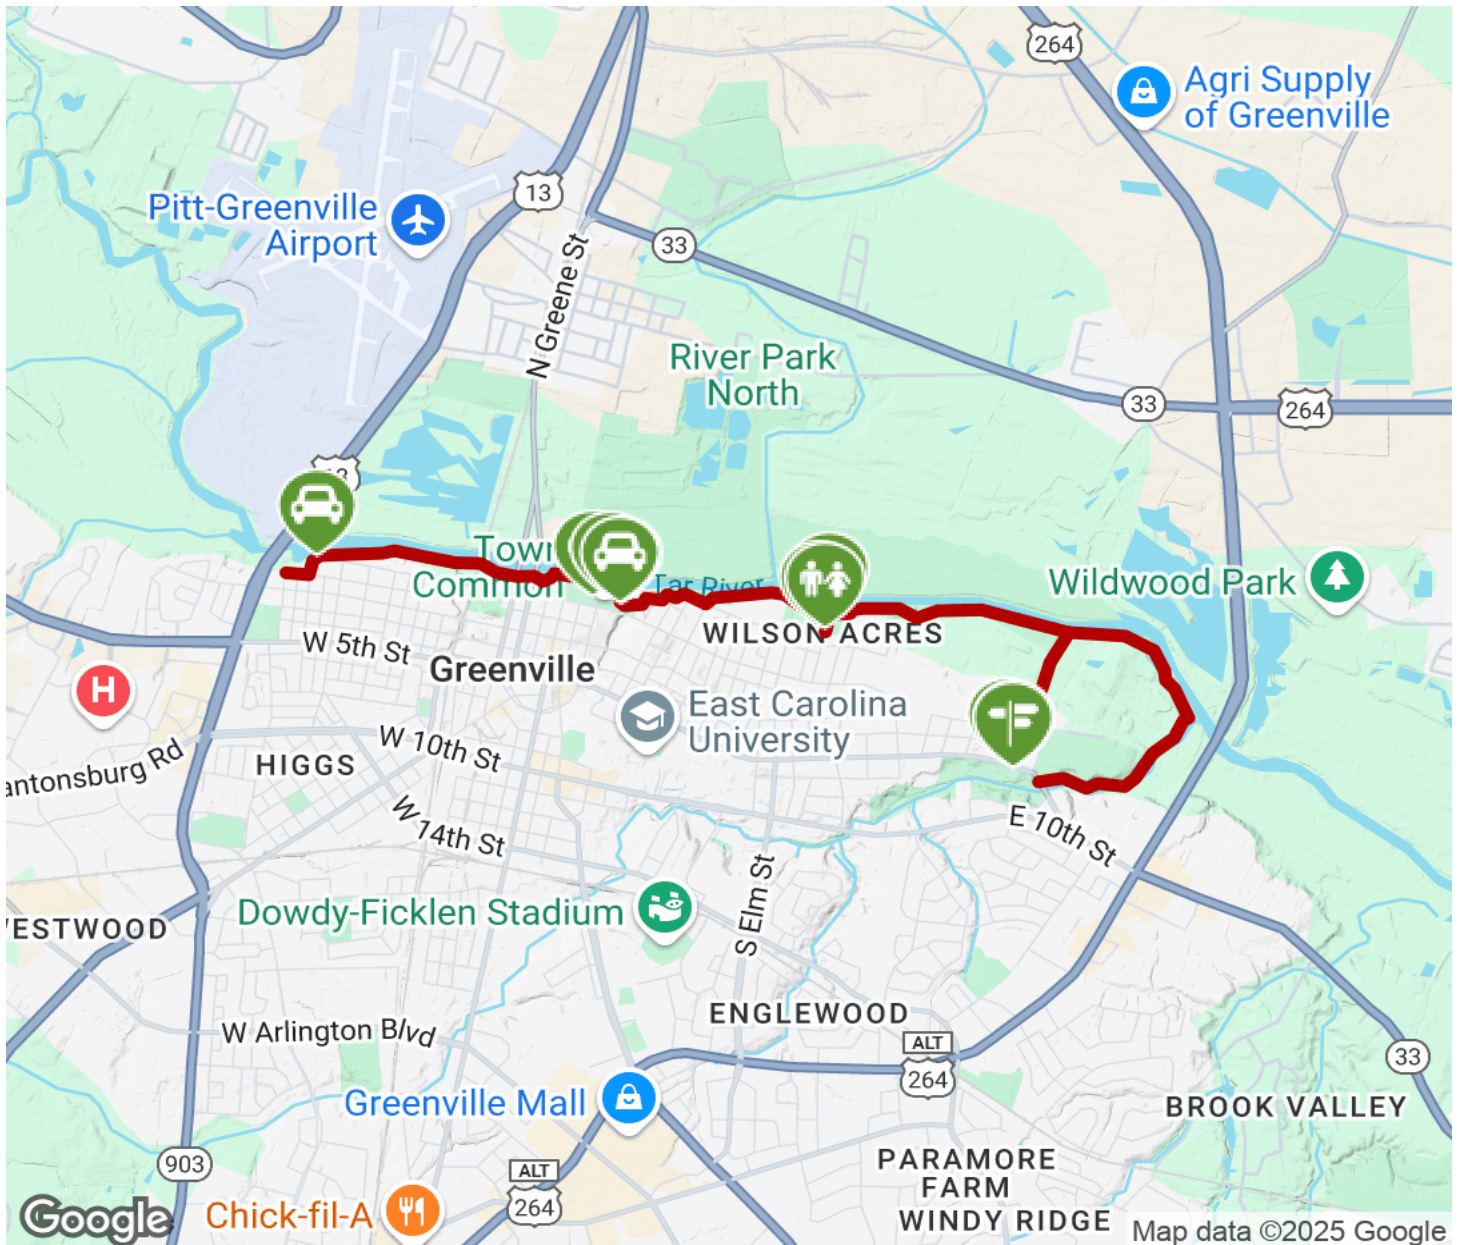 264
Agri Supply
of Greenville
13
Pitt-Greenville
Airport
33
N Greene St
River Park
North
33
264
Town
Common
Tar River
Wildwood Park
WILSON ACRES
W 5th St
Greenville
H
East Carolina
University
W 10th St
HIGGS
antonsburg Rd
W 14th St
E 10th St
S Elm St
Dowdy-Ficklen Stadium
ESTWOOD
ENGLEWOOD
W Arlington Blvd
ALT
264
33
Greenville Mall
BROOK VALLEY
903
ALT
264
PARAMORE
FARM
Chick-fil-A
WINDY RIDGE
Google
Map data ©2025 Google